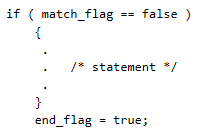 if ( match_flag == false )
{
.
. /* statement */
.
}
end_flag = true;